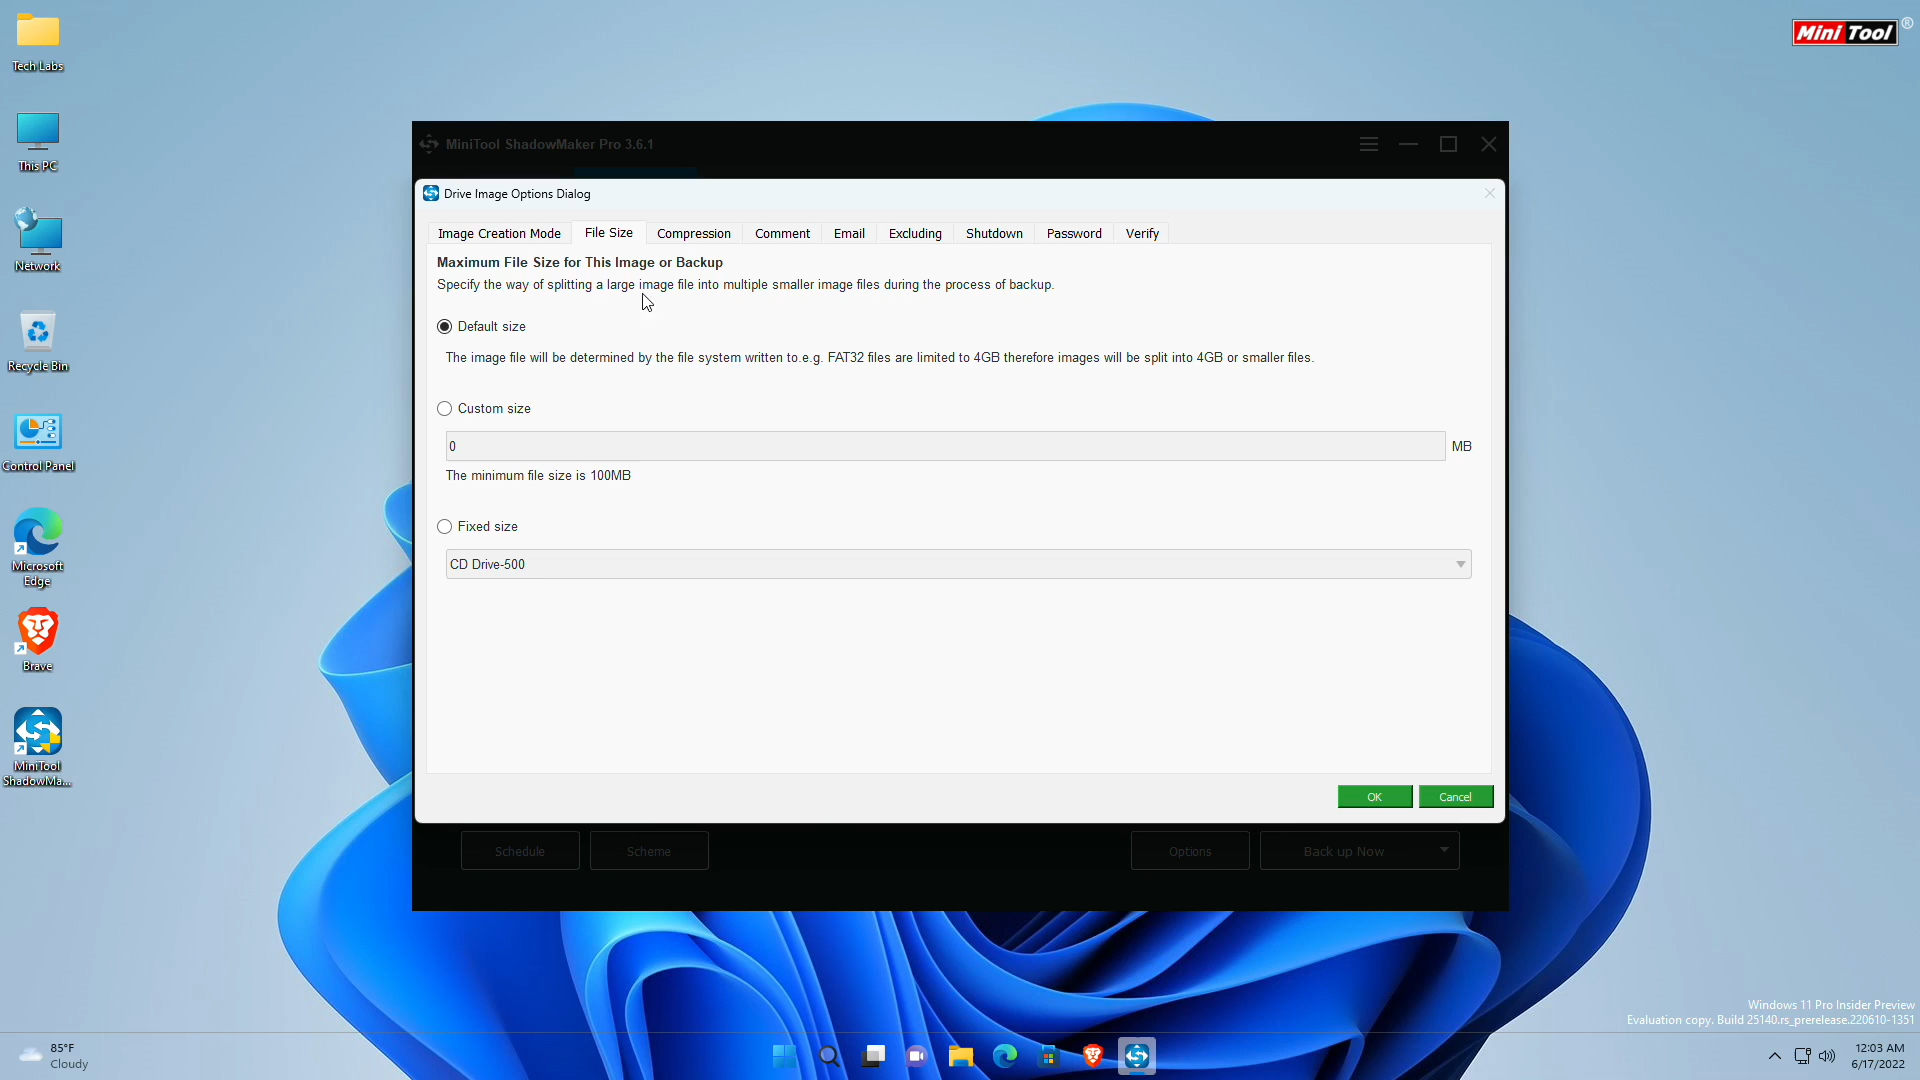 Tech Labs
This PC
Network
Recycle Bin
Control Panel
Microsoft
Edge
Brave
MiniTool
ShadowMa...
Mini Tool ®
MiniTool ShadowMaker Pro 3.6.1
Drive Image Options Dialog
Image Creation Mode File Size Compression Comment Email Excluding Shutdown Password Verify
Maximum File Size for This Image or Backup
Specify the way of splitting a large image file into multiple smaller image files during the process of backup.
Default size
The image file will be determined by the file system written to.e.g. FAT32 files are limited to 4GB therefore images will be split into 4GB or smaller files.
Custom size
0 MB
The minimum file size is 100MB
Fixed size
CD Drive-500
OK Cancel
Schedule Scheme Options Back up Now
Windows 11 Pro Insider Preview
Evaluation copy. Build 25140.rs_prerelease.220610-1351
85°F
Cloudy
12:03 AM
6/17/2022